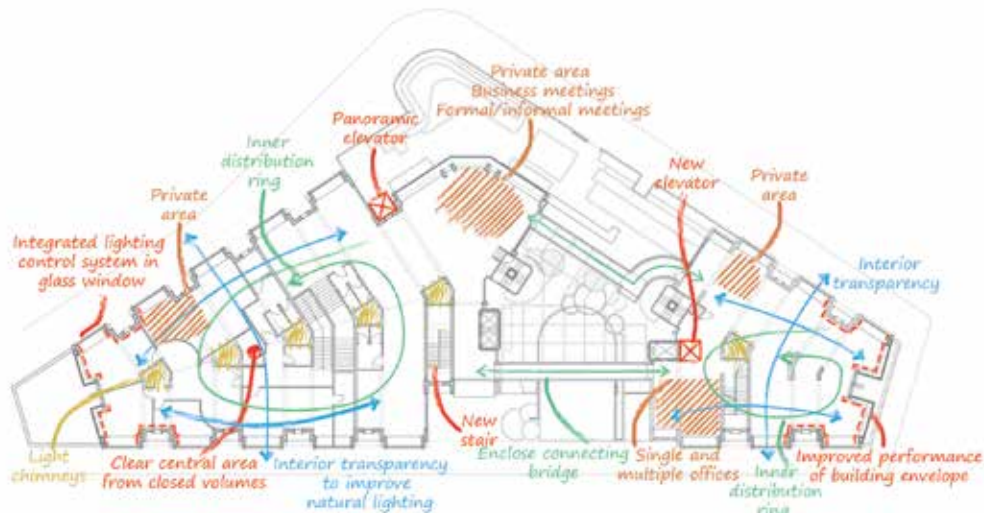 Private area
Business meetings
Formal/informal meetings
Panoramic
elevator
Inner
distribution
ring
New
elevator
Private
area
Private
area
Integrated lighting
control system in
glass window
Interior
transparency
Light
chimneys
Clear central area
from closed volumes
Interior transparency
to improve
natural lighting
New
stair
Enclose connecting
bridge
Single and
multiple offices
Inner
distribution
ring
Improved performance
of building envelope